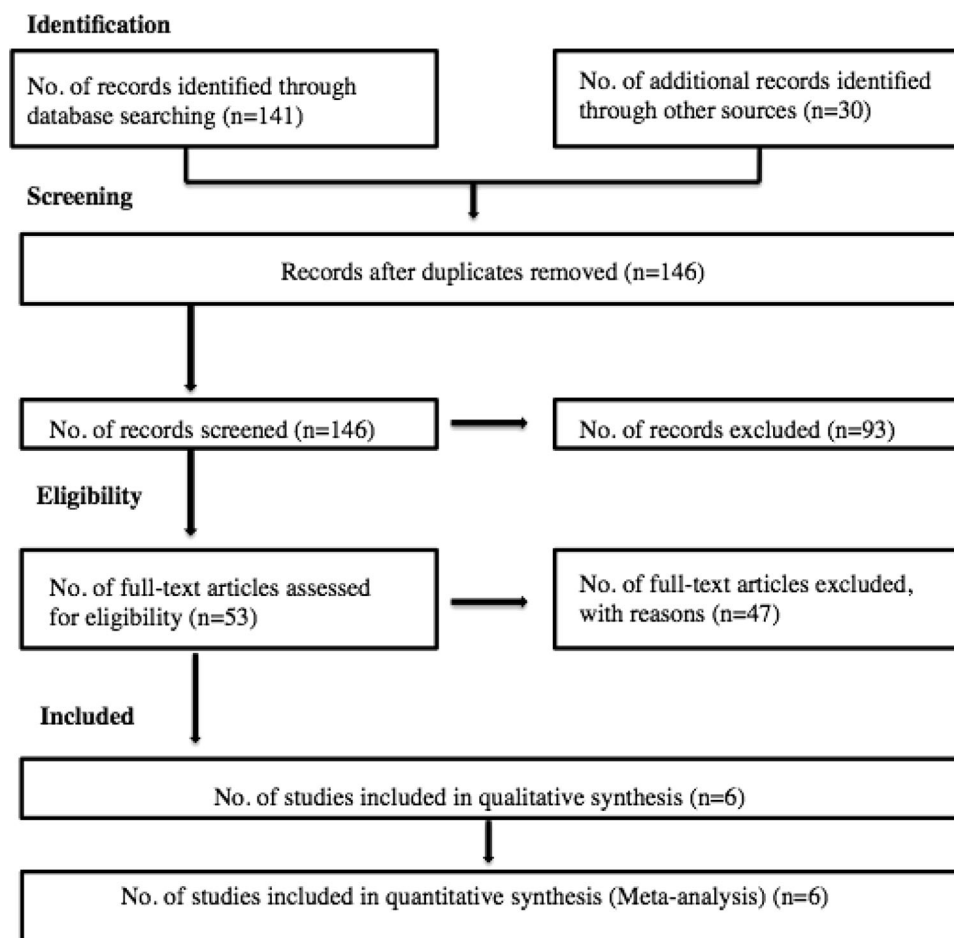 Identification
No. of records identified through
database searching (n=141)
No. of additional records identified
through other sources (n=30)
Screening
Records after duplicates removed (n=146)
No. of records screened (n=146)
No. of records excluded (n=93)
Eligibility
No. of full-text articles assessed
for eligibility (n=53)
No. of full-text articles excluded,
with reasons (n=47)
Included
No. of studies included in qualitative synthesis (n=6)
No. of studies included in quantitative synthesis (Meta-analysis) (n=6)